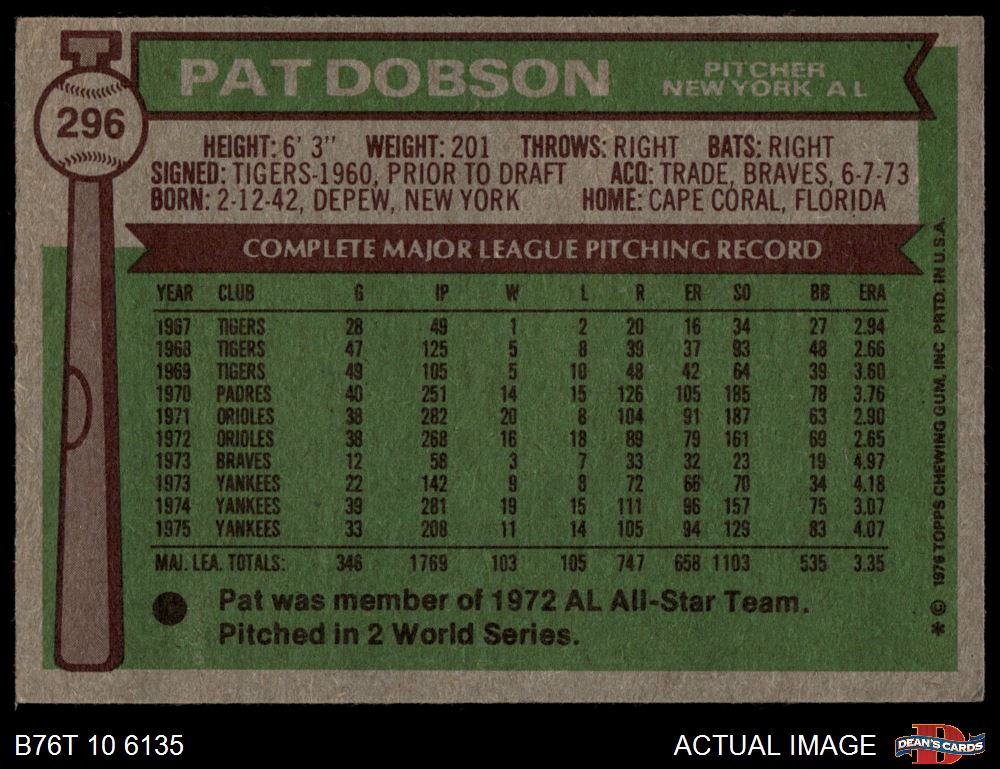 T
PAT DOBSON
PITCHER
NEW YORK A L
296
HEIGHT: 6' 3" WEIGHT: 201 THROWS: RIGHT BATS: RIGHT
SIGNED: TIGERS-1960, PRIOR TO DRAFT ACQ: TRADE, BRAVES, 6-7-73
BORN: 2-12-42, DEPEW, NEW YORK HOME: CAPE CORAL, FLORIDA
COMPLETE MAJOR LEAGUE PITCHING RECORD
YEAR CLUB G IP W L R ER SO BB ERA
1967 TIGERS 28 49 1 2 20 16 34 27 2.94
1968 TIGERS 47 125 5 8 39 37 93 48 2.66
1969 TIGERS 49 105 5 10 48 42 64 39 3.60
1970 PADRES 40 251 14 15 126 105 185 78 3.76
1971 ORIOLES 38 282 20 8 104 91 187 63 2.90
1972 ORIOLES 38 268 16 18 89 79 161 69 2.65
1973 BRAVES 12 58 3 7 33 32 23 19 4.97
1973 YANKEES 22 142 9 8 72 66 70 34 4.18
1974 YANKEES 39 281 19 15 111 96 157 75 3.07
1975 YANKEES 33 208 11 14 105 94 129 83 4.07
MAJ. LEA. TOTALS: 346 1769 103 105 747 658 1103 535 3.35
Pat was member of 1972 AL All-Star Team.
Pitched in 2 World Series.
* © 1976 TOPPS CHEWING GUM, INC PRTD. IN U.S.A.
B76T 10 6135
ACTUAL IMAGE
D
DEAN'S CARDS